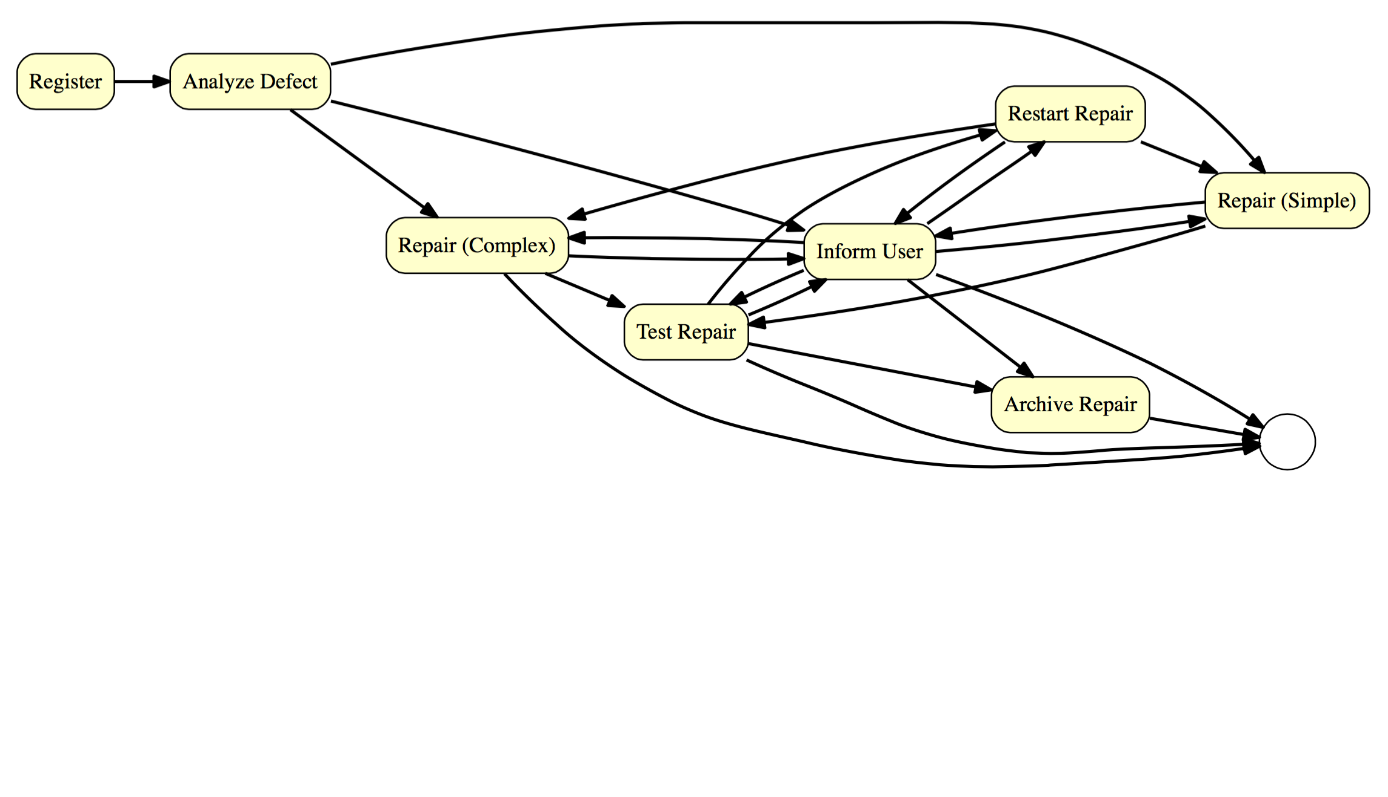 Register
Analyze Defect
Restart Repair
Repair (Simple)
Repair (Complex)
Inform User
Test Repair
Archive Repair